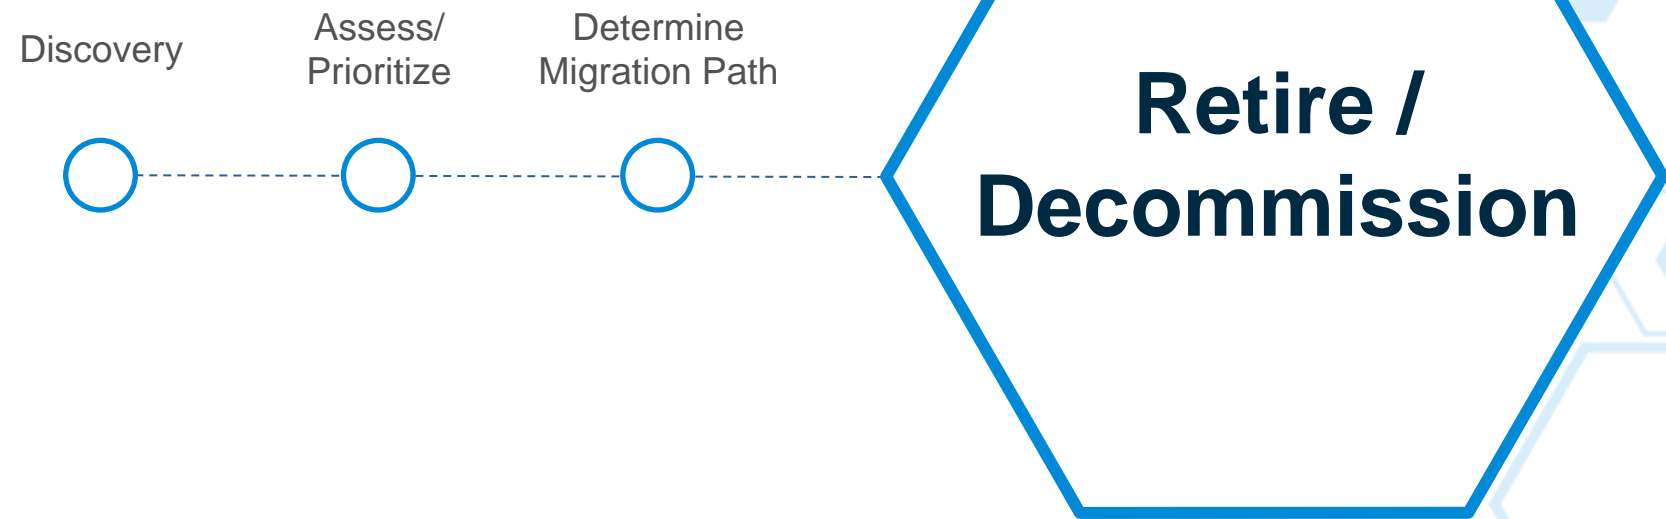 Discovery
Assess/
Prioritize
Determine
Migration Path
Retire /
Decommission